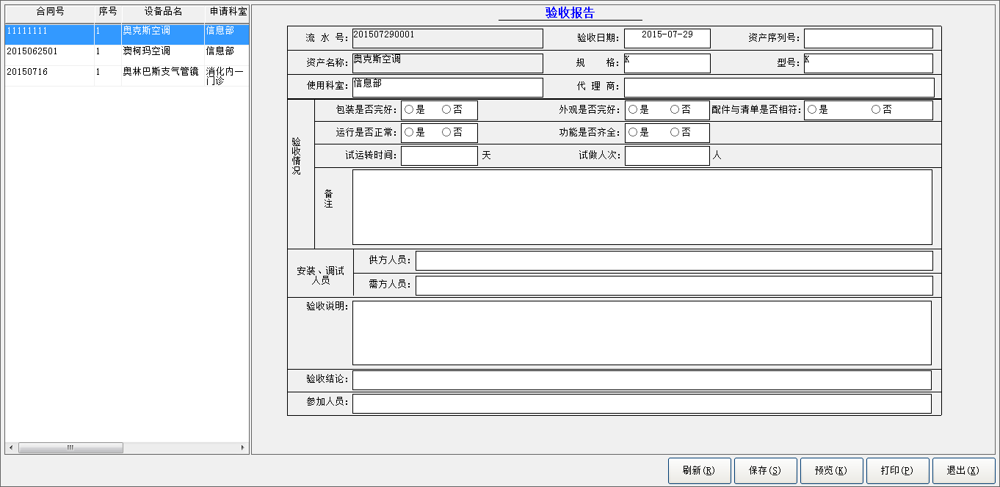 合同号 序号 设备品名 申请科室
11111111 1 奥克斯空调 信息部
2015062501 1 澳柯玛空调 信息部
20150716 1 奥林巴斯支气管镜 消化内一
门诊
验收报告
流 水 号: 201507290001 验收日期: 2015-07-29 资产序列号:
资产名称: 奥克斯空调 规 格: K 型号: K
使用科室: 信息部 代 理 商:
验收情况
包装是否完好: 是 否 外观是否完好: 是 否 配件与清单是否相符: 是 否
运行是否正常: 是 否 功能是否齐全: 是 否
试运转时间: 天 试做人次: 人
备注
安装、调试
人员
供方人员:
需方人员:
验收说明:
验收结论:
参加人员:
刷新(R) 保存(S) 预览(K) 打印(P) 退出(X)